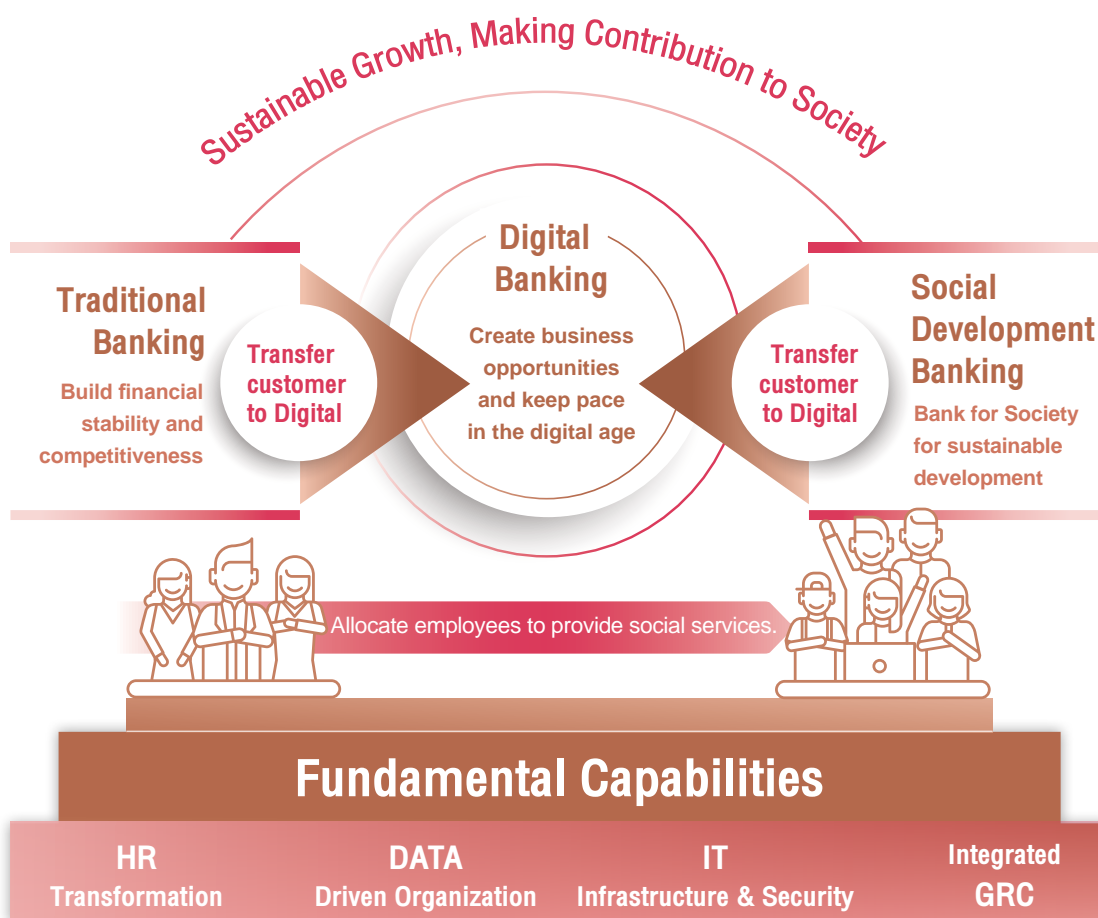 Sustainable Growth, Making Contribution to Society
Traditional
Banking
Build financial
stability and
competitiveness
Transfer
customer
to Digital
Digital
Banking
Create business
opportunities
and keep pace
in the digital age
Transfer
customer
to Digital
Social
Development
Banking
Bank for Society
for sustainable
development
Allocate employees to provide social services.
Fundamental Capabilities
HR
Transformation
DATA
Driven Organization
IT
Infrastructure & Security
Integrated
GRC